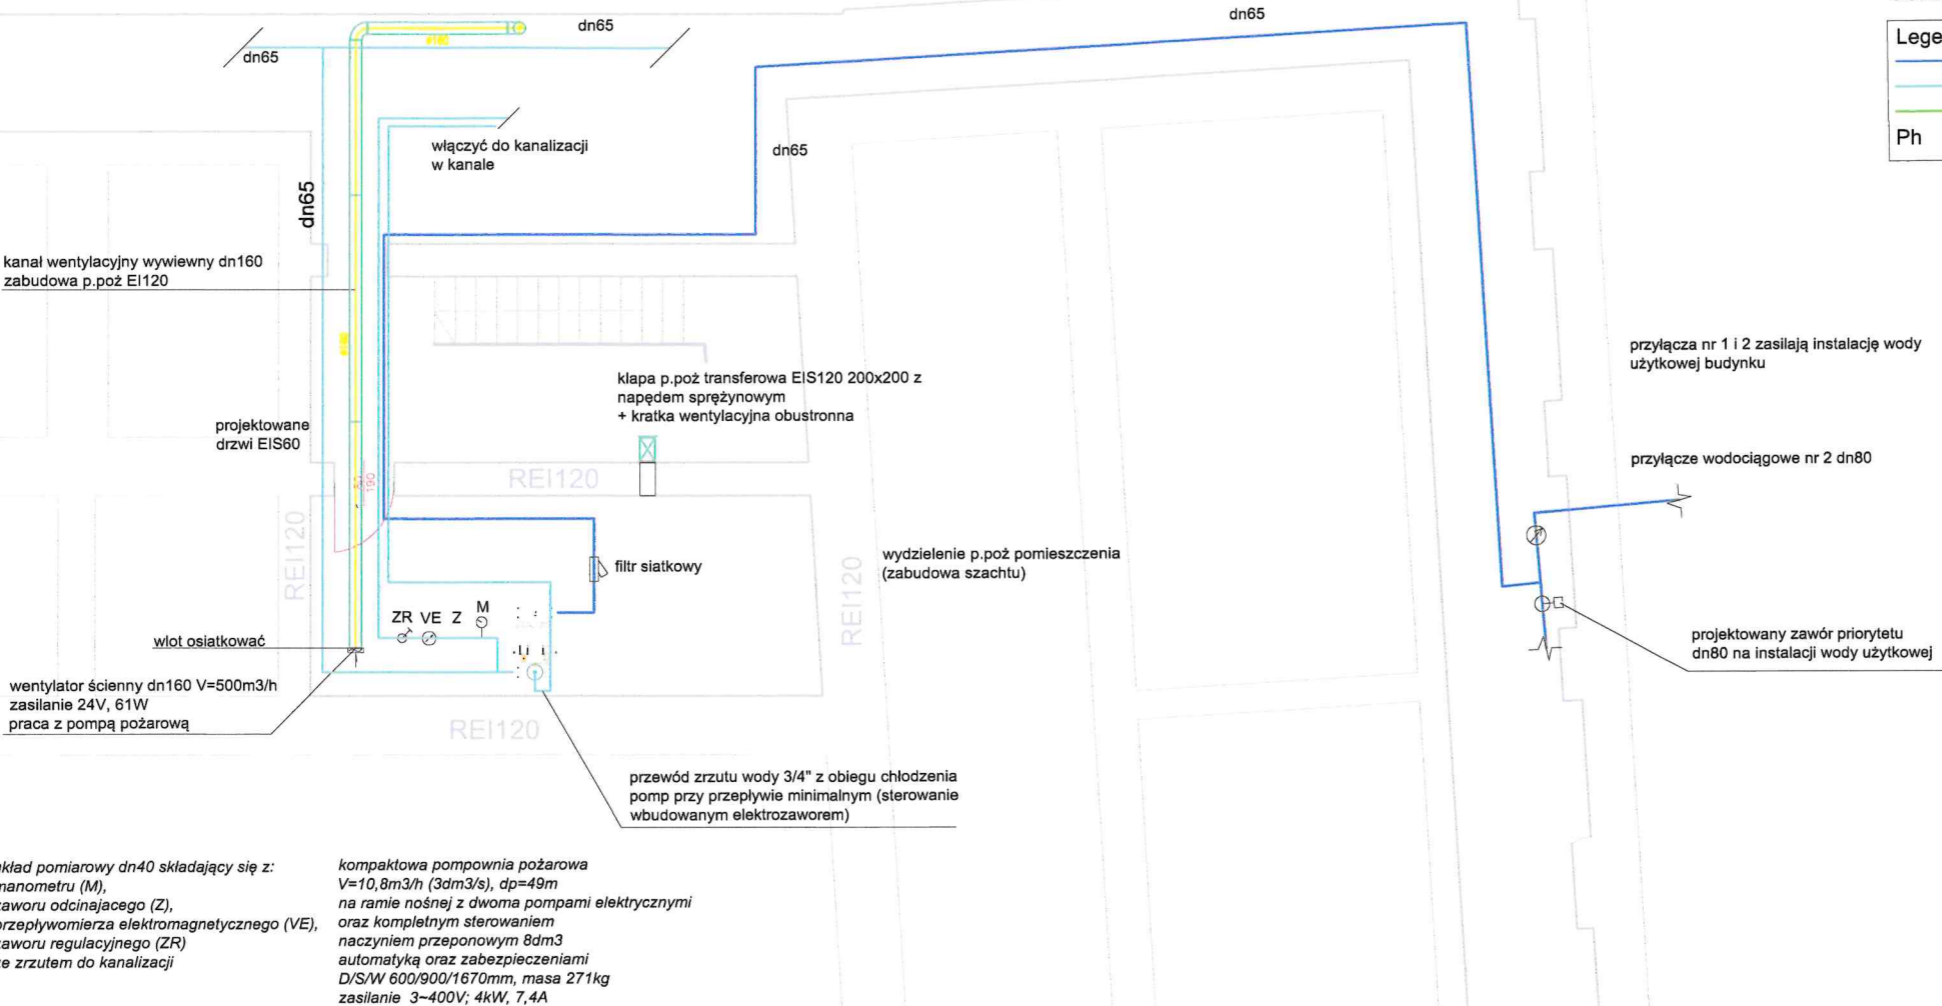 dn65
dn65
dn65
Lege
Ph
ø160
włączyć do kanalizacji
w kanale
dn65
dn65
kanał wentylacyjny wywiewny dn160
zabudowa p.poż EI120
ø160
klapa p.poż transferowa EIS120 200x200 z
napędem sprężynowym
+ kratka wentylacyjna obustronna
projektowane
drzwi EIS60
190
REI120
REI120
REI120
REI120
przyłącza nr 1 i 2 zasilają instalację wody
użytkowej budynku
przyłącze wodociągowe nr 2 dn80
filtr siatkowy
wydzielenie p.poż pomieszczenia
(zabudowa szachtu)
ZR VE Z M
wlot osiatkować
wentylator ścienny dn160 V=500m3/h
zasilanie 24V, 61W
praca z pompą pożarową
projektowany zawór priorytetu
dn80 na instalacji wody użytkowej
przewód zrzutu wody 3/4" z obiegu chłodzenia
pomp przy przepływie minimalnym (sterowanie
wbudowanym elektrozaworem)
kład pomiarowy dn40 składający się z:
manometru (M),
zaworu odcinajacego (Z),
przepływomierza elektromagnetycznego (VE),
zaworu regulacyjnego (ZR)
ze zrzutem do kanalizacji
kompaktowa pompownia pożarowa
V=10,8m3/h (3dm3/s), dp=49m
na ramie nośnej z dwoma pompami elektrycznymi
oraz kompletnym sterowaniem
naczyniem przeponowym 8dm3
automatyką oraz zabezpieczeniami
D/S/W 600/900/1670mm, masa 271kg
zasilanie 3~400V; 4kW, 7,4A